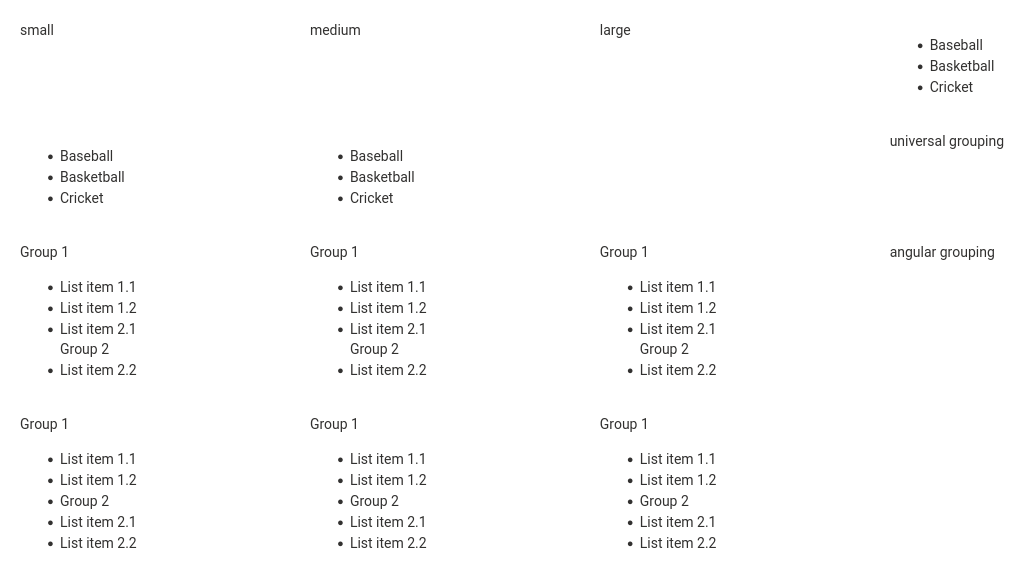 small
medium
large
Baseball
Basketball
Cricket
universal grouping
Baseball
Basketball
Cricket
Baseball
Basketball
Cricket
Group 1
List item 1.1
List item 1.2
List item 2.1
Group 2
List item 2.2
Group 1
List item 1.1
List item 1.2
List item 2.1
Group 2
List item 2.2
Group 1
List item 1.1
List item 1.2
List item 2.1
Group 2
List item 2.2
angular grouping
Group 1
List item 1.1
List item 1.2
Group 2
List item 2.1
List item 2.2
Group 1
List item 1.1
List item 1.2
Group 2
List item 2.1
List item 2.2
Group 1
List item 1.1
List item 1.2
Group 2
List item 2.1
List item 2.2